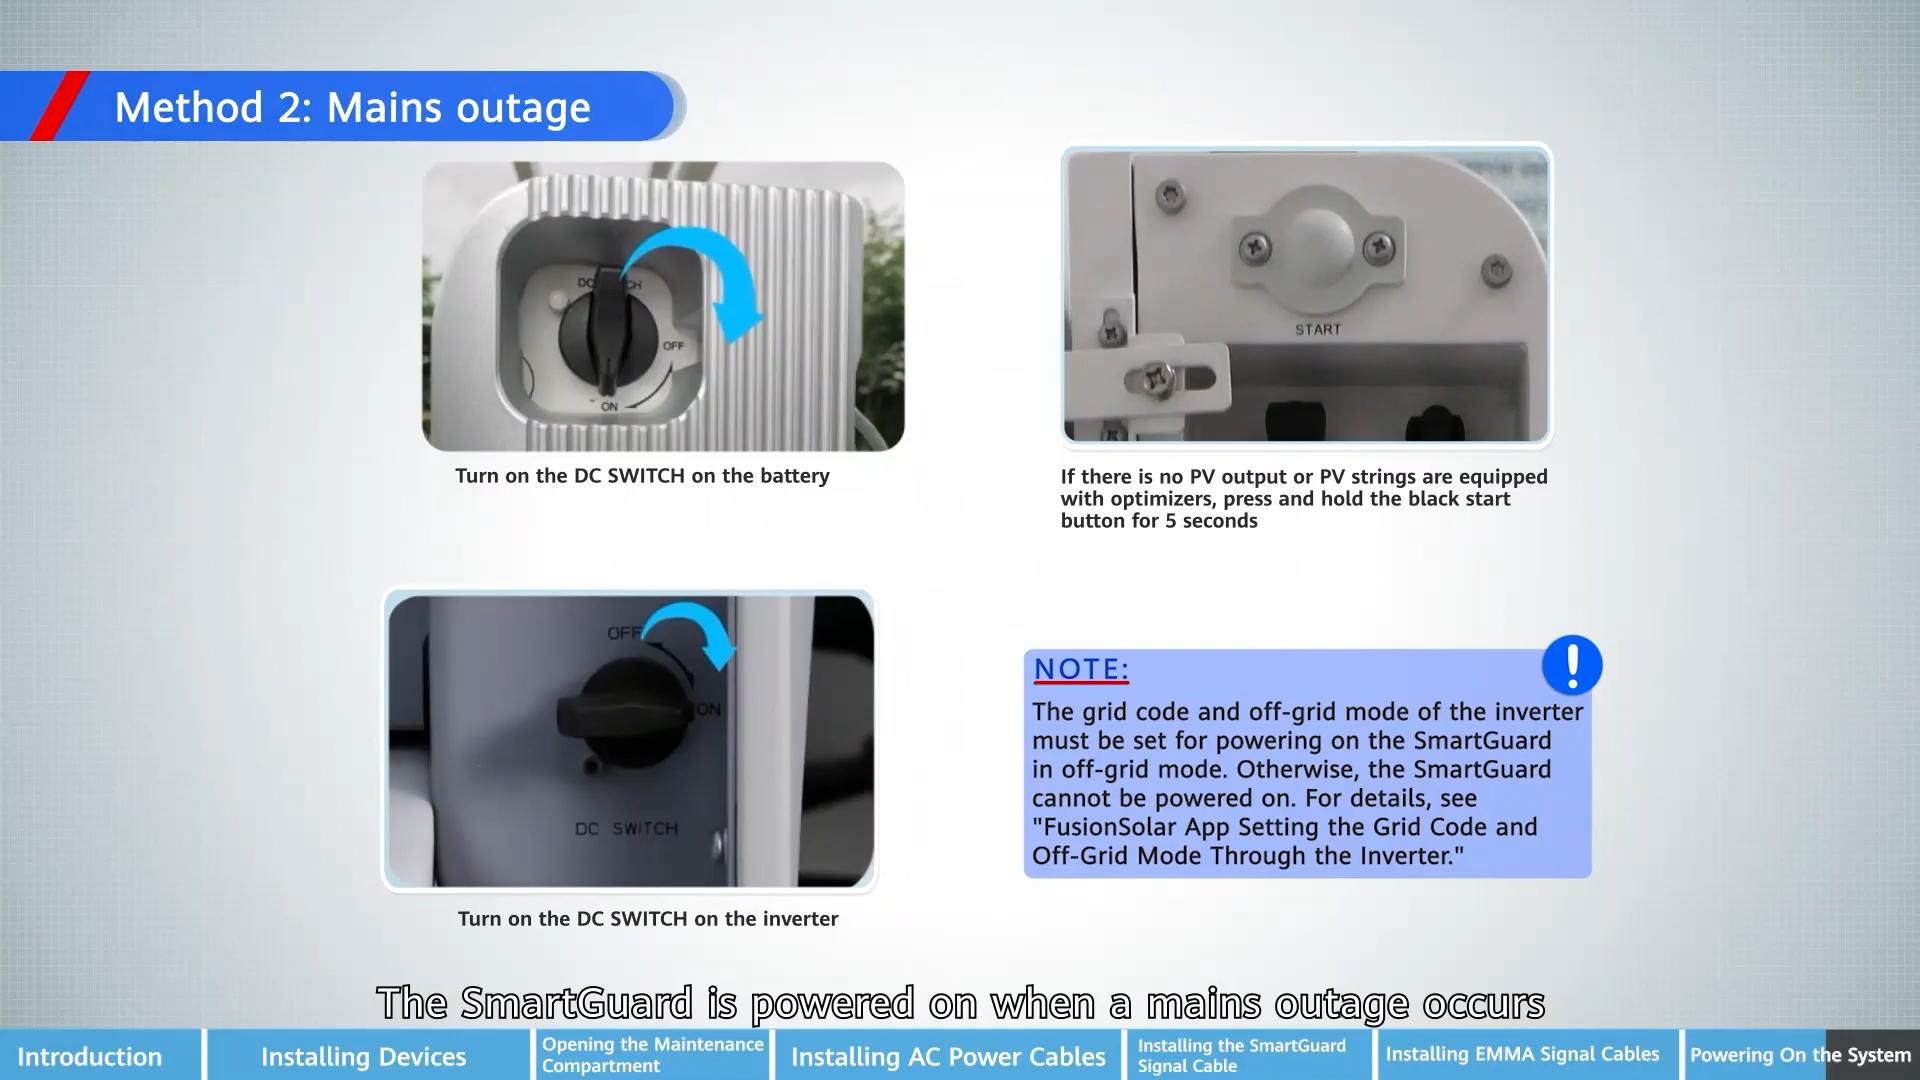 Method 2: Mains outage
OFF
ON
Turn on the DC SWITCH on the battery
START
If there is no PV output or PV strings are equipped
with optimizers, press and hold the black start
button for 5 seconds
OFF
ON
DC SWITCH
Turn on the DC SWITCH on the inverter
NOTE:
The grid code and off-grid mode of the inverter
must be set for powering on the SmartGuard
in off-grid mode. Otherwise, the SmartGuard
cannot be powered on. For details, see
"FusionSolar App Setting the Grid Code and
Off-Grid Mode Through the Inverter."
The SmartGuard is powered on when a mains outage occurs
Introduction
Installing Devices
Opening the Maintenance
Compartment
Installing AC Power Cables
Installing the SmartGuard
Signal Cable
Installing EMMA Signal Cables
Powering On the System